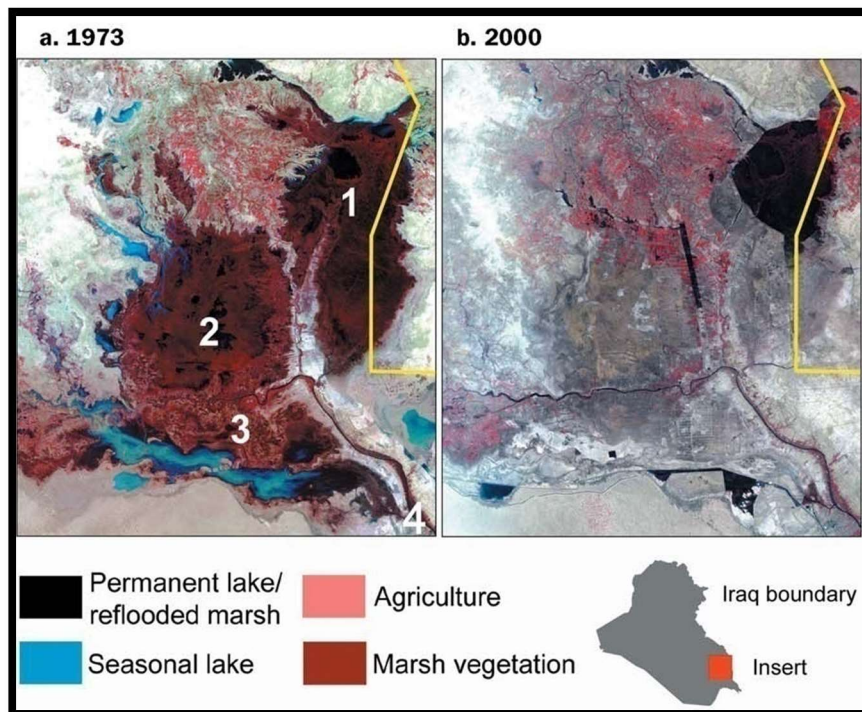 a. 1973
b. 2000
1
2
3
4
Permanent lake/
reflooded marsh
Agriculture
Iraq boundary
Seasonal lake
Marsh vegetation
Insert